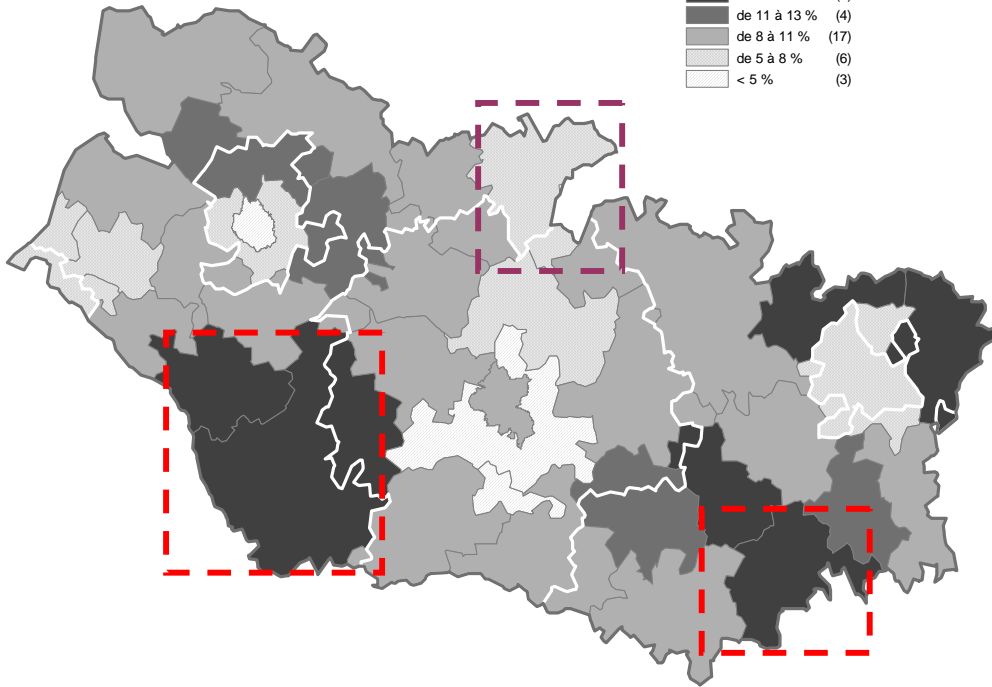 de 11 à 13 % (4)
de 8 à 11 % (17)
de 5 à 8 % (6)
< 5 % (3)